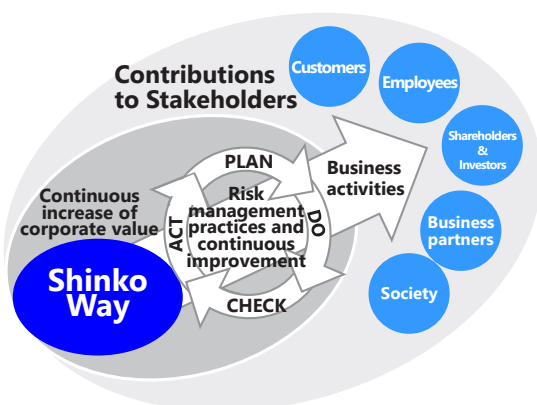 Contributions
to Stakeholders
Customers
Employees
Shareholders
&
Investors
Business
partners
Society
Business
activities
PLAN
DO
CHECK
ACT
Risk
management
practices and
continuous
improvement
Continuous
increase of
corporate value
Shinko
Way